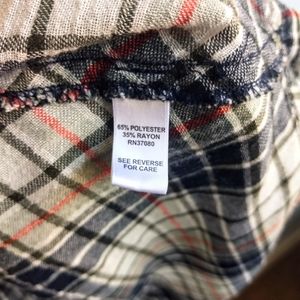 65% POLYESTER
35% RAYON
RN37080
SEE REVERSE
FOR CARE